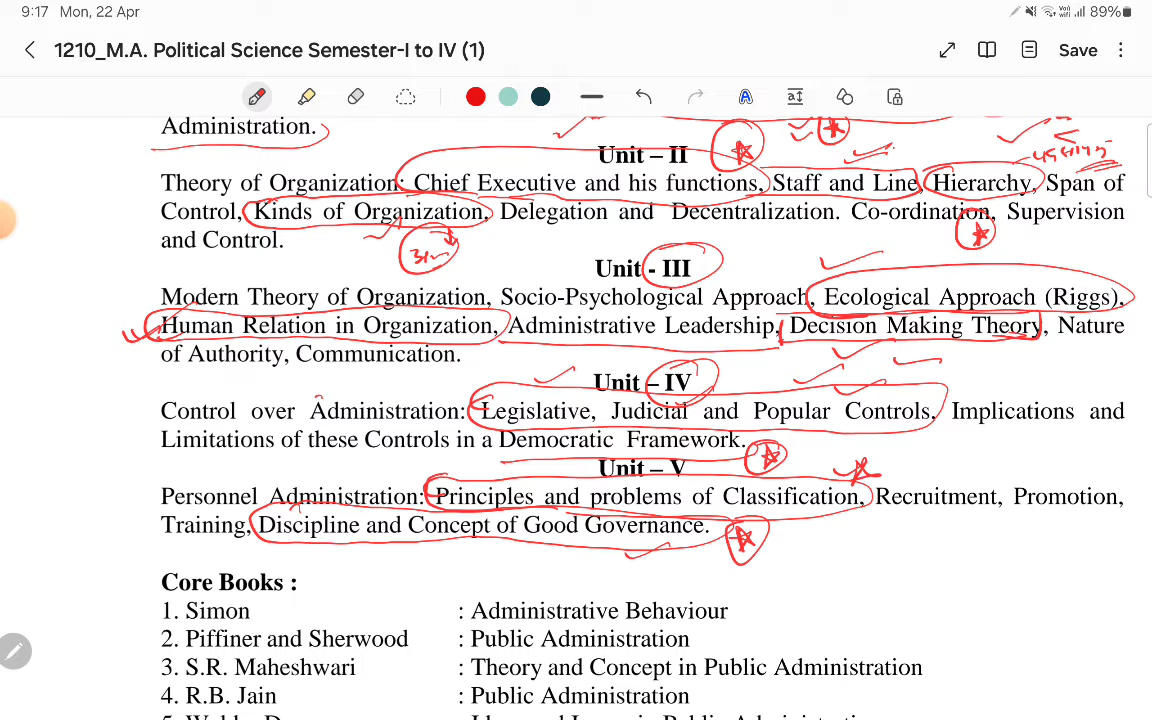 9:17 Mon, 22 Apr 89%
1210_M.A. Political Science Semester-I to IV (1) Save
Administration.
Unit – II
Theory of Organization: Chief Executive and his functions, Staff and Line, Hierarchy, Span of
Control, Kinds of Organization, Delegation and Decentralization. Co-ordination, Supervision
and Control.
Unit - III
Modern Theory of Organization, Socio-Psychological Approach, Ecological Approach (Riggs),
Human Relation in Organization, Administrative Leadership, Decision Making Theory, Nature
of Authority, Communication.
Unit – IV
Control over Administration: Legislative, Judicial and Popular Controls, Implications and
Limitations of these Controls in a Democratic Framework.
Unit – V
Personnel Administration: Principles and problems of Classification, Recruitment, Promotion,
Training, Discipline and Concept of Good Governance.
Core Books :
1. Simon : Administrative Behaviour
2. Piffiner and Sherwood : Public Administration
3. S.R. Maheshwari : Theory and Concept in Public Administration
4. R.B. Jain : Public Administration